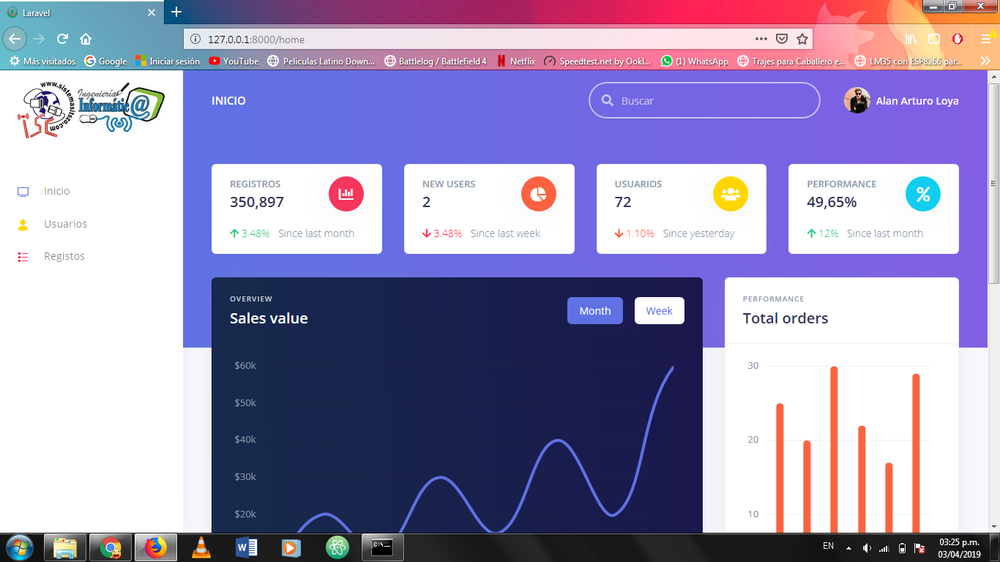 Laravel
127.0.0.1:8000/home
Más visitados
Google
Iniciar sesión
YouTube
Peliculas Latino Down...
Battlelog / Battlefield 4
Netflix
Speedtest.net by Ookl...
(1) WhatsApp
Trajes para Caballero e...
LM35 con ESP8266 par...
www.sistemasitszo.com
ISC
Ingeniería
Informátic@
INICIO
Buscar
Alan Arturo Loya
Inicio
Usuarios
Registos
REGISTROS
350,897
3.48% Since last month
NEW USERS
2
3.48% Since last week
USUARIOS
72
1.10% Since yesterday
PERFORMANCE
49,65%
12% Since last month
OVERVIEW
Sales value
Month
Week
$60k
$50k
$40k
$30k
$20k
PERFORMANCE
Total orders
30
20
10
EN
03:25 p.m.
03/04/2019